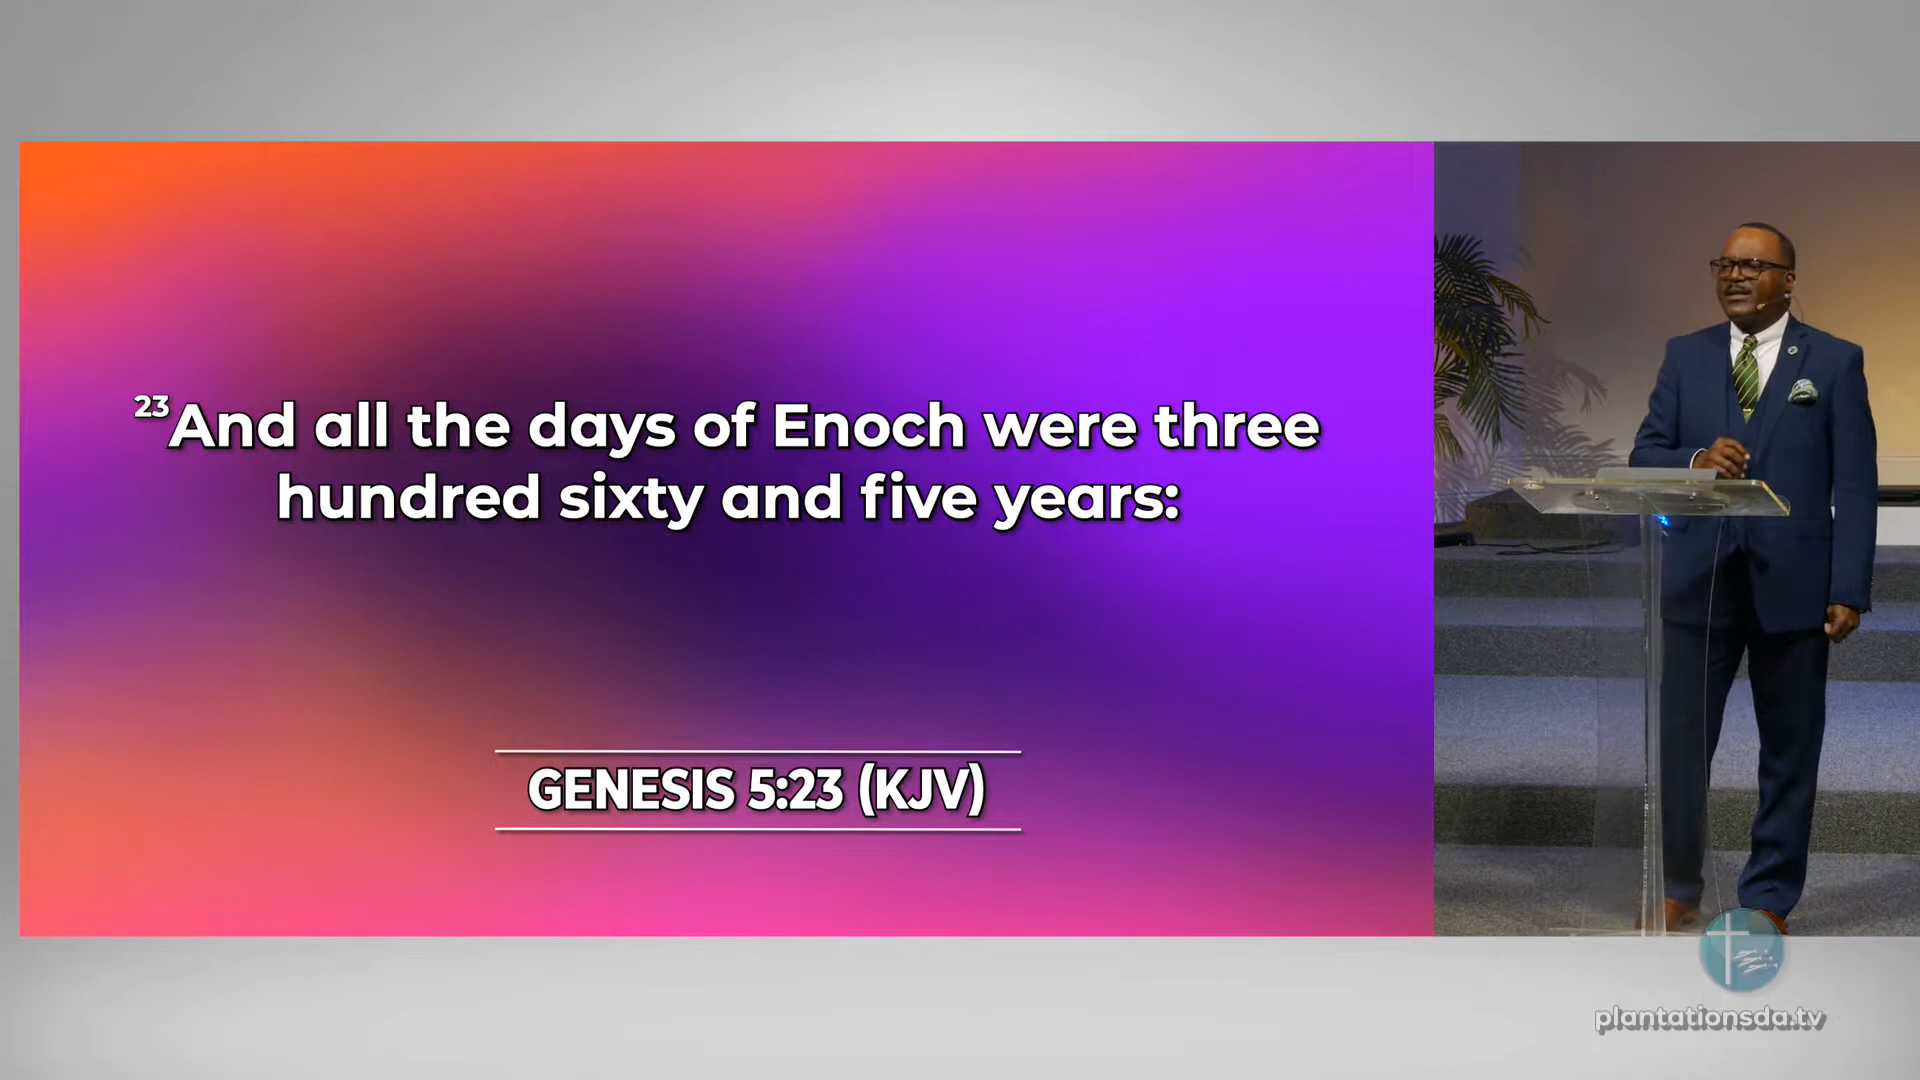 23And all the days of Enoch were three
hundred sixty and five years:
GENESIS 5:23 (KJV)
plantationsda.tv